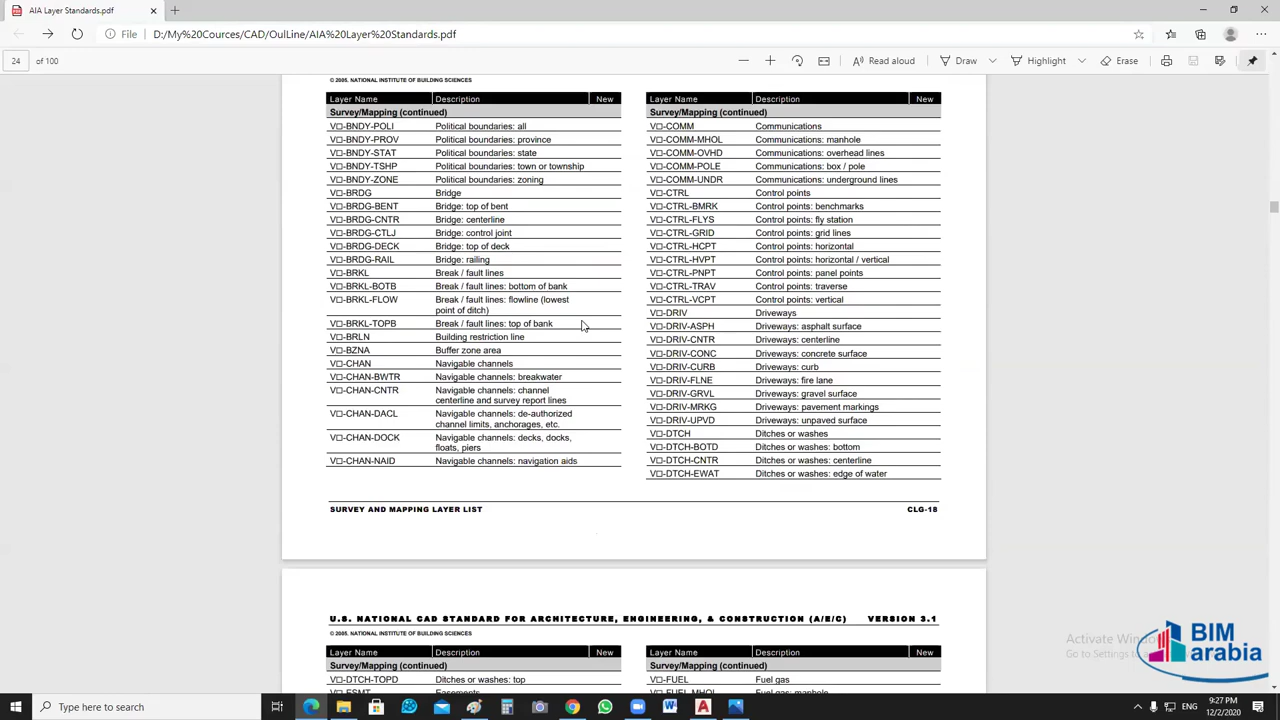 AIA Layer Standards.pdf
File
D:/My%20Cources/CAD/OulLine/AIA%20Layer%20Standards.pdf
24
of 100
Read aloud
Draw
Highlight
Erase
© 2005. NATIONAL INSTITUTE OF BUILDING SCIENCES
Layer Name Description New
Survey/Mapping (continued)
V□-BNDY-POLI Political boundaries: all
V□-BNDY-PROV Political boundaries: province
V□-BNDY-STAT Political boundaries: state
V□-BNDY-TSHP Political boundaries: town or township
V□-BNDY-ZONE Political boundaries: zoning
V□-BRDG Bridge
V□-BRDG-BENT Bridge: top of bent
V□-BRDG-CNTR Bridge: centerline
V□-BRDG-CTLJ Bridge: control joint
V□-BRDG-DECK Bridge: top of deck
V□-BRDG-RAIL Bridge: railing
V□-BRKL Break / fault lines
V□-BRKL-BOTB Break / fault lines: bottom of bank
V□-BRKL-FLOW Break / fault lines: flowline (lowest
point of ditch)
V□-BRKL-TOPB Break / fault lines: top of bank
V□-BRLN Building restriction line
V□-BZNA Buffer zone area
V□-CHAN Navigable channels
V□-CHAN-BWTR Navigable channels: breakwater
V□-CHAN-CNTR Navigable channels: channel
centerline and survey report lines
V□-CHAN-DACL Navigable channels: de-authorized
channel limits, anchorages, etc.
V□-CHAN-DOCK Navigable channels: decks, docks,
floats, piers
V□-CHAN-NAID Navigable channels: navigation aids
Layer Name Description New
Survey/Mapping (continued)
V□-COMM Communications
V□-COMM-MHOL Communications: manhole
V□-COMM-OVHD Communications: overhead lines
V□-COMM-POLE Communications: box / pole
V□-COMM-UNDR Communications: underground lines
V□-CTRL Control points
V□-CTRL-BMRK Control points: benchmarks
V□-CTRL-FLYS Control points: fly station
V□-CTRL-GRID Control points: grid lines
V□-CTRL-HCPT Control points: horizontal
V□-CTRL-HVPT Control points: horizontal / vertical
V□-CTRL-PNPT Control points: panel points
V□-CTRL-TRAV Control points: traverse
V□-CTRL-VCPT Control points: vertical
V□-DRIV Driveways
V□-DRIV-ASPH Driveways: asphalt surface
V□-DRIV-CNTR Driveways: centerline
V□-DRIV-CONC Driveways: concrete surface
V□-DRIV-CURB Driveways: curb
V□-DRIV-FLNE Driveways: fire lane
V□-DRIV-GRVL Driveways: gravel surface
V□-DRIV-MRKG Driveways: pavement markings
V□-DRIV-UPVD Driveways: unpaved surface
V□-DTCH Ditches or washes
V□-DTCH-BOTD Ditches or washes: bottom
V□-DTCH-CNTR Ditches or washes: centerline
V□-DTCH-EWAT Ditches or washes: edge of water
SURVEY AND MAPPING LAYER LIST CLG-18
U.S. NATIONAL CAD STANDARD FOR ARCHITECTURE, ENGINEERING, & CONSTRUCTION (A/E/C) VERSION 3.1
© 2005. NATIONAL INSTITUTE OF BUILDING SCIENCES
Layer Name Description New
Survey/Mapping (continued)
V□-DTCH-TOPD Ditches or washes: top
V□-ESMT Easements
Layer Name Description New
Survey/Mapping (continued)
V□-FUEL Fuel gas
V□-FUEL-MHOL Fuel gas: manhole
Activate
Go to Settings to
BIM
arabia
Type here to search
ENG
9:27 PM
12/2/2020